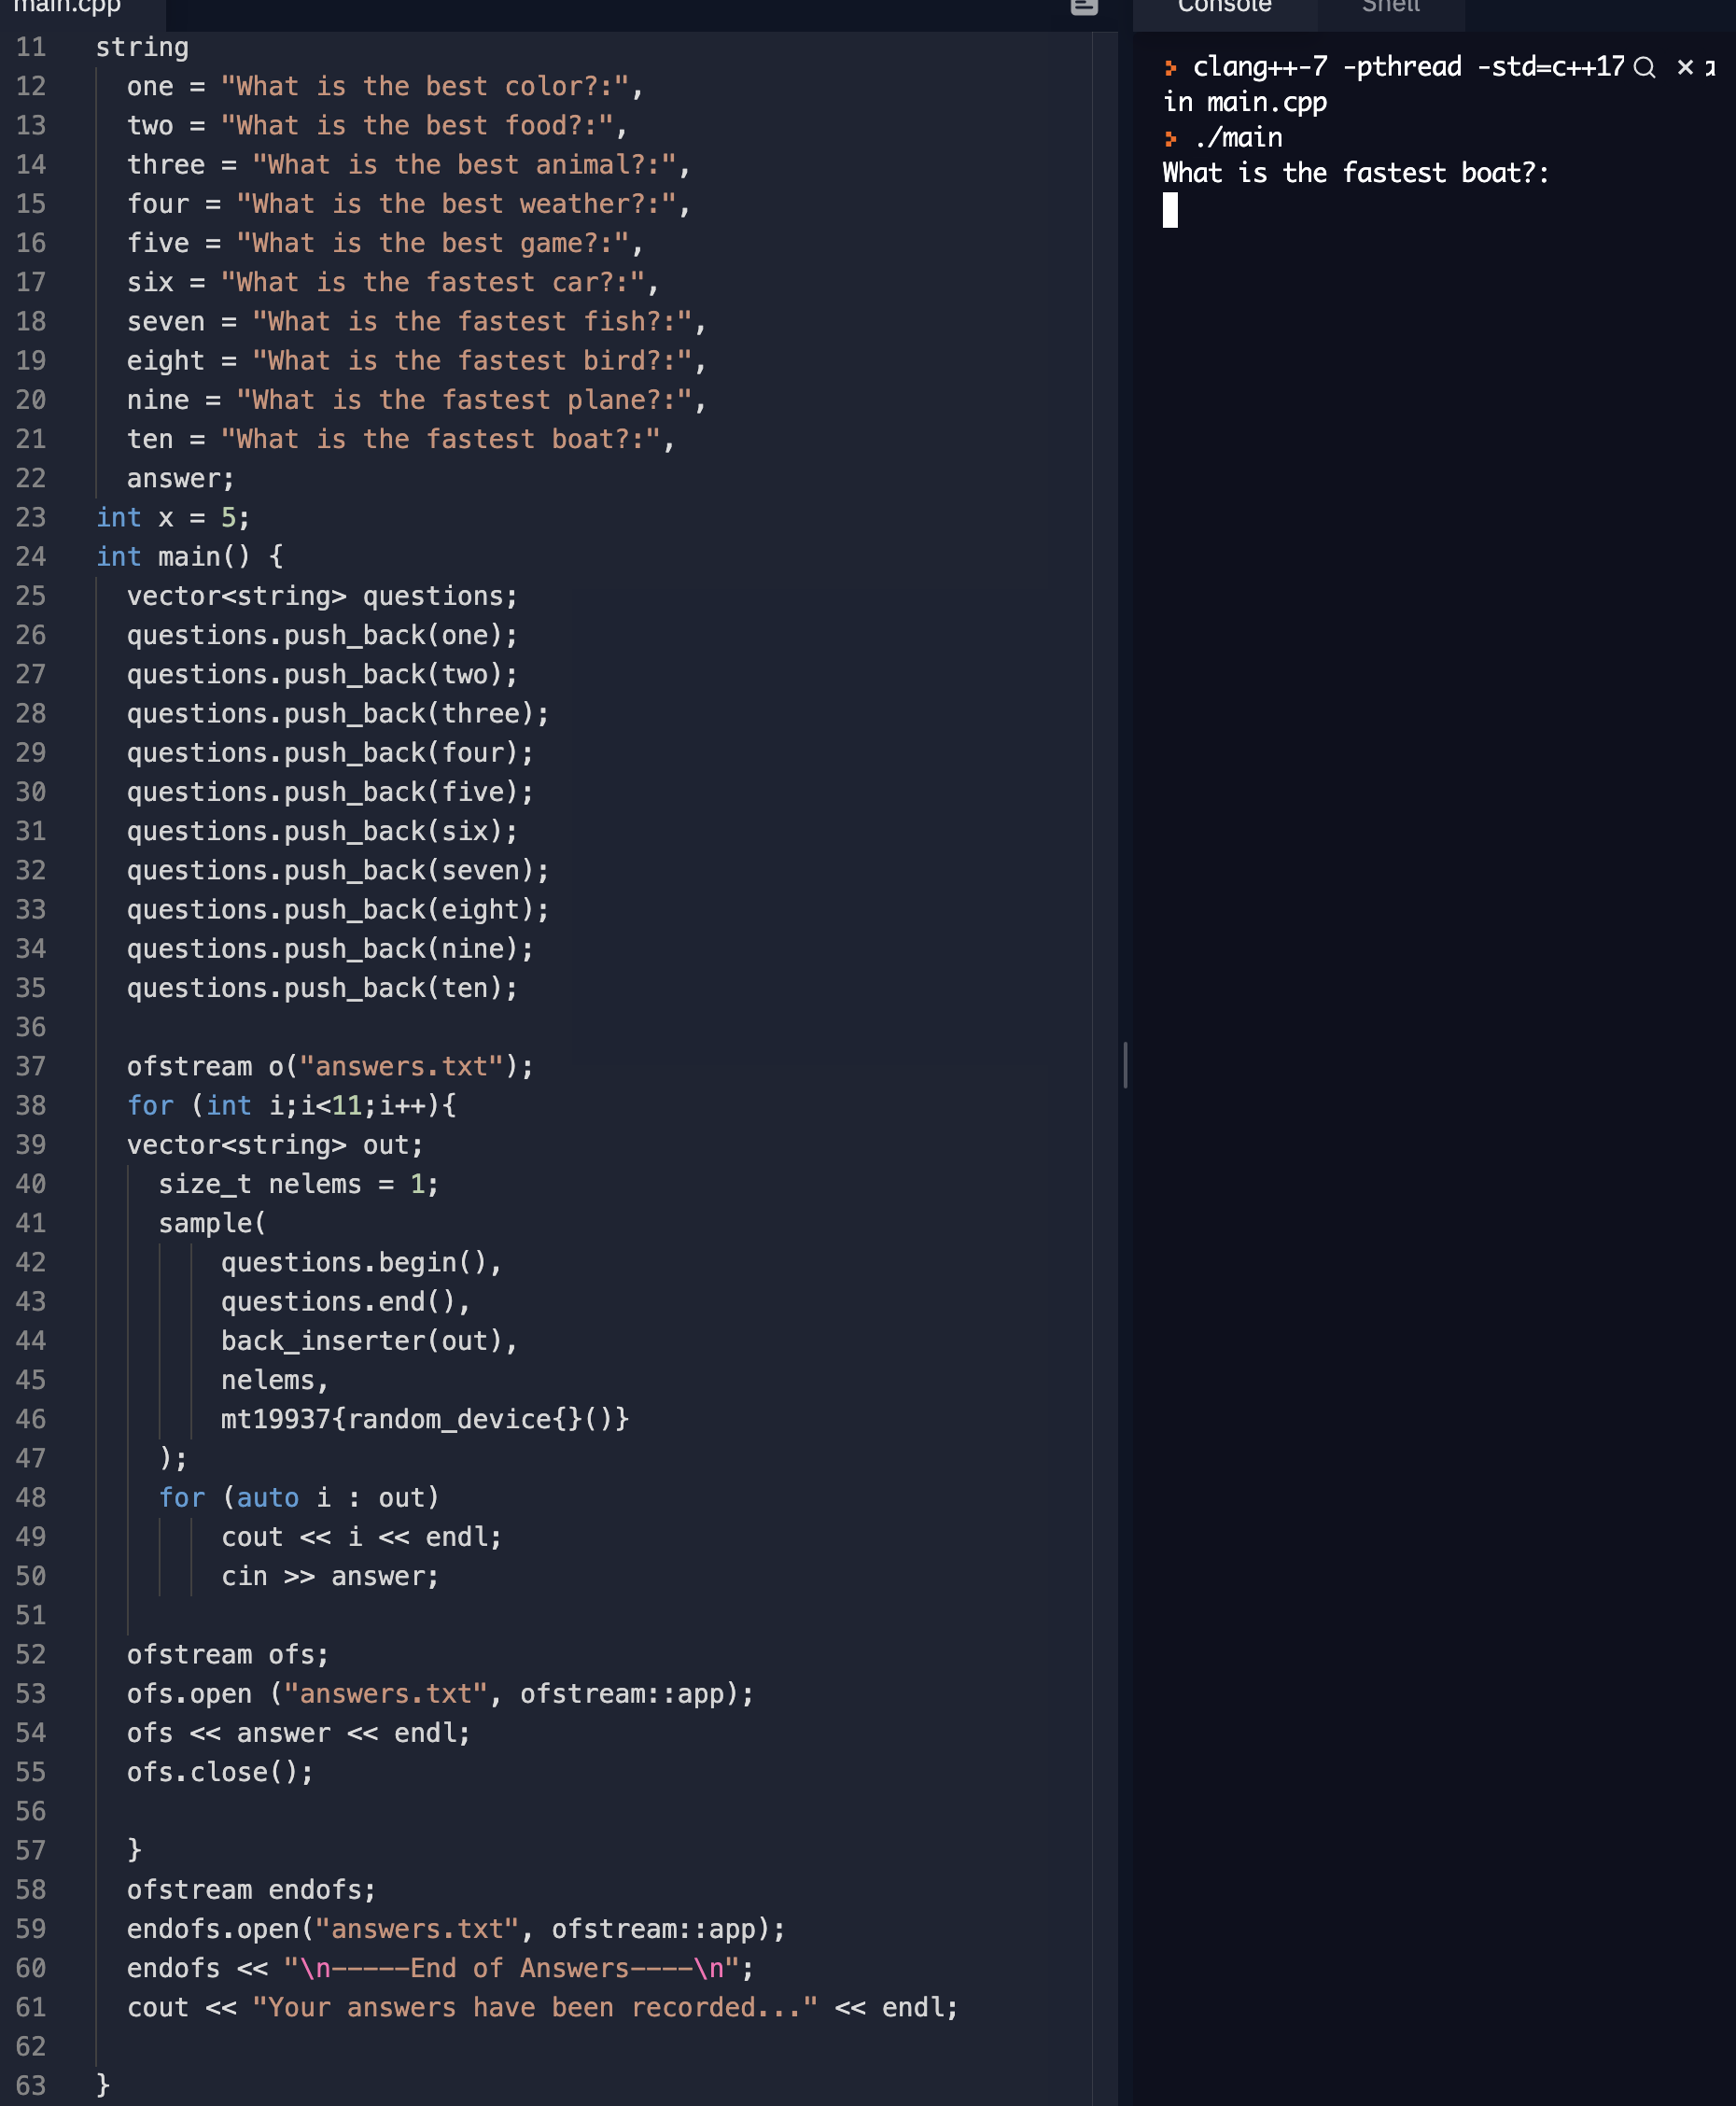 main.cpp
11 string
12 one = "What is the best color?:",
13 two = "What is the best food?:",
14 three = "What is the best animal?:",
15 four = "What is the best weather?:",
16 five = "What is the best game?:",
17 six = "What is the fastest car?:",
18 seven = "What is the fastest fish?:",
19 eight = "What is the fastest bird?:",
20 nine = "What is the fastest plane?:",
21 ten = "What is the fastest boat?:",
22 answer;
23 int x = 5;
24 int main() {
25 vector<string> questions;
26 questions.push_back(one);
27 questions.push_back(two);
28 questions.push_back(three);
29 questions.push_back(four);
30 questions.push_back(five);
31 questions.push_back(six);
32 questions.push_back(seven);
33 questions.push_back(eight);
34 questions.push_back(nine);
35 questions.push_back(ten);
36
37 ofstream o("answers.txt");
38 for (int i;i<11;i++){
39 vector<string> out;
40 size_t nelems = 1;
41 sample(
42 questions.begin(),
43 questions.end(),
44 back_inserter(out),
45 nelems,
46 mt19937{random_device{}()}
47 );
48 for (auto i : out)
49 cout << i << endl;
50 cin >> answer;
51
52 ofstream ofs;
53 ofs.open ("answers.txt", ofstream::app);
54 ofs << answer << endl;
55 ofs.close();
56
57 }
58 ofstream endofs;
59 endofs.open("answers.txt", ofstream::app);
60 endofs << "\n-----End of Answers----\n";
61 cout << "Your answers have been recorded..." << endl;
62
63 }
Console Shell
clang++-7 -pthread -std=c++17
in main.cpp
./main
What is the fastest boat?: